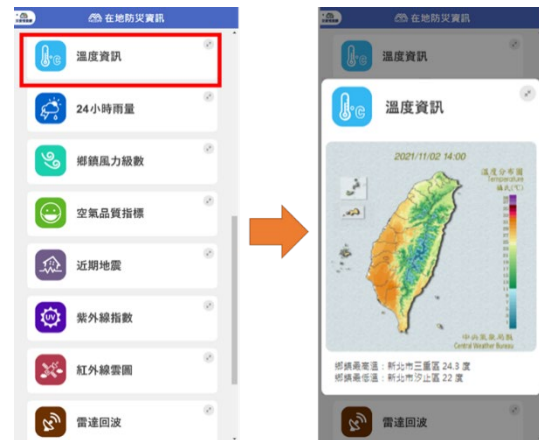 在地防災資訊
溫度資訊
24小時雨量
鄉鎮風力級數
空氣品質指標
近期地震
UV
紫外線指數
紅外線雲圖
雷達回波
在地防災資訊
溫度資訊
°C
溫度資訊
2021/11/02 14:00
溫度分布圖
Temperature
攝氏(°C)
中央氣象局製
Central Weather Bureau
鄉鎮最高溫：新北市三重區 24.3 度
鄉鎮最低溫：新北市汐止區 22 度
雷達回波